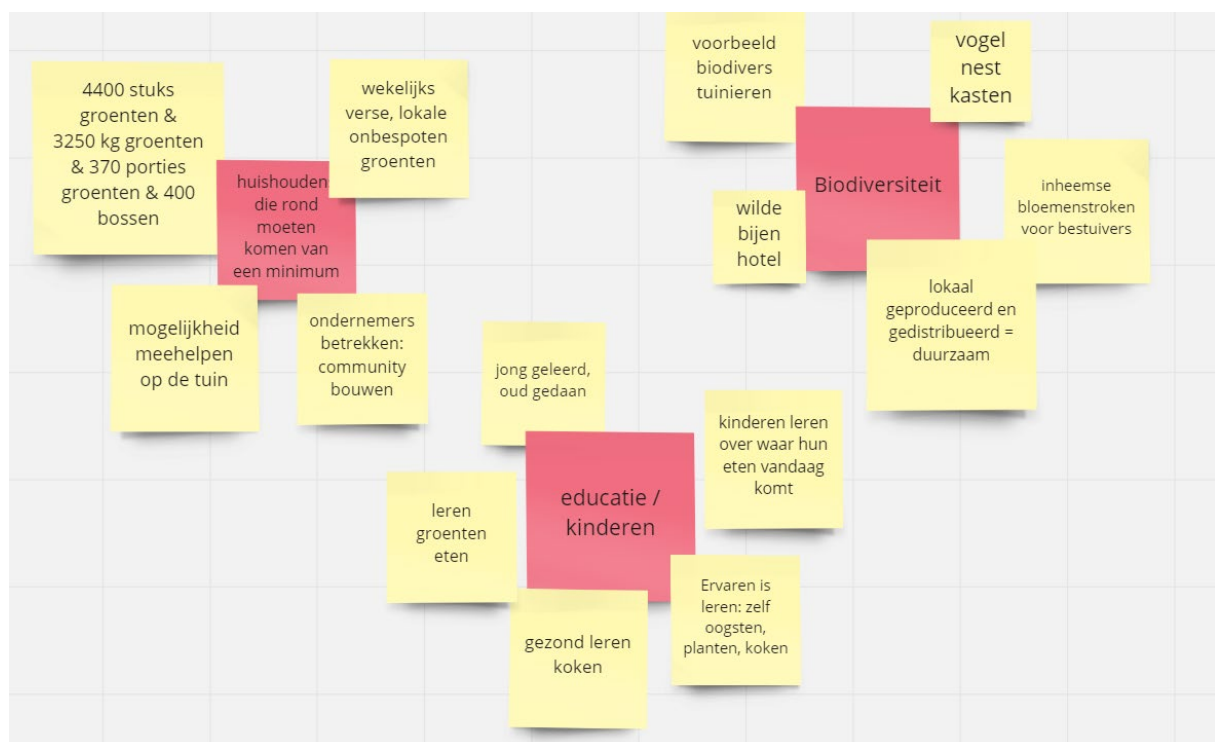 4400 stuks
groenten &
3250 kg groenten
& 370 porties
groenten & 400
bossen
wekelijks
verse, lokale
onbespoten
groenten
huishoudens
die rond
moeten
komen van
een minimum
mogelijkheid
meehelpen
op de tuin
ondernemers
betrekken:
community
bouwen
voorbeeld
biodivers
tuinieren
vogel
nest
kasten
Biodiversiteit
wilde
bijen
hotel
inheemse
bloemenstroken
voor bestuivers
lokaal
geproduceerd en
gedistribueerd =
duurzaam
jong geleerd,
oud gedaan
kinderen leren
over waar hun
eten vandaag
komt
educatie /
kinderen
leren
groenten
eten
gezond leren
koken
Ervaren is
leren: zelf
oogsten,
planten, koken